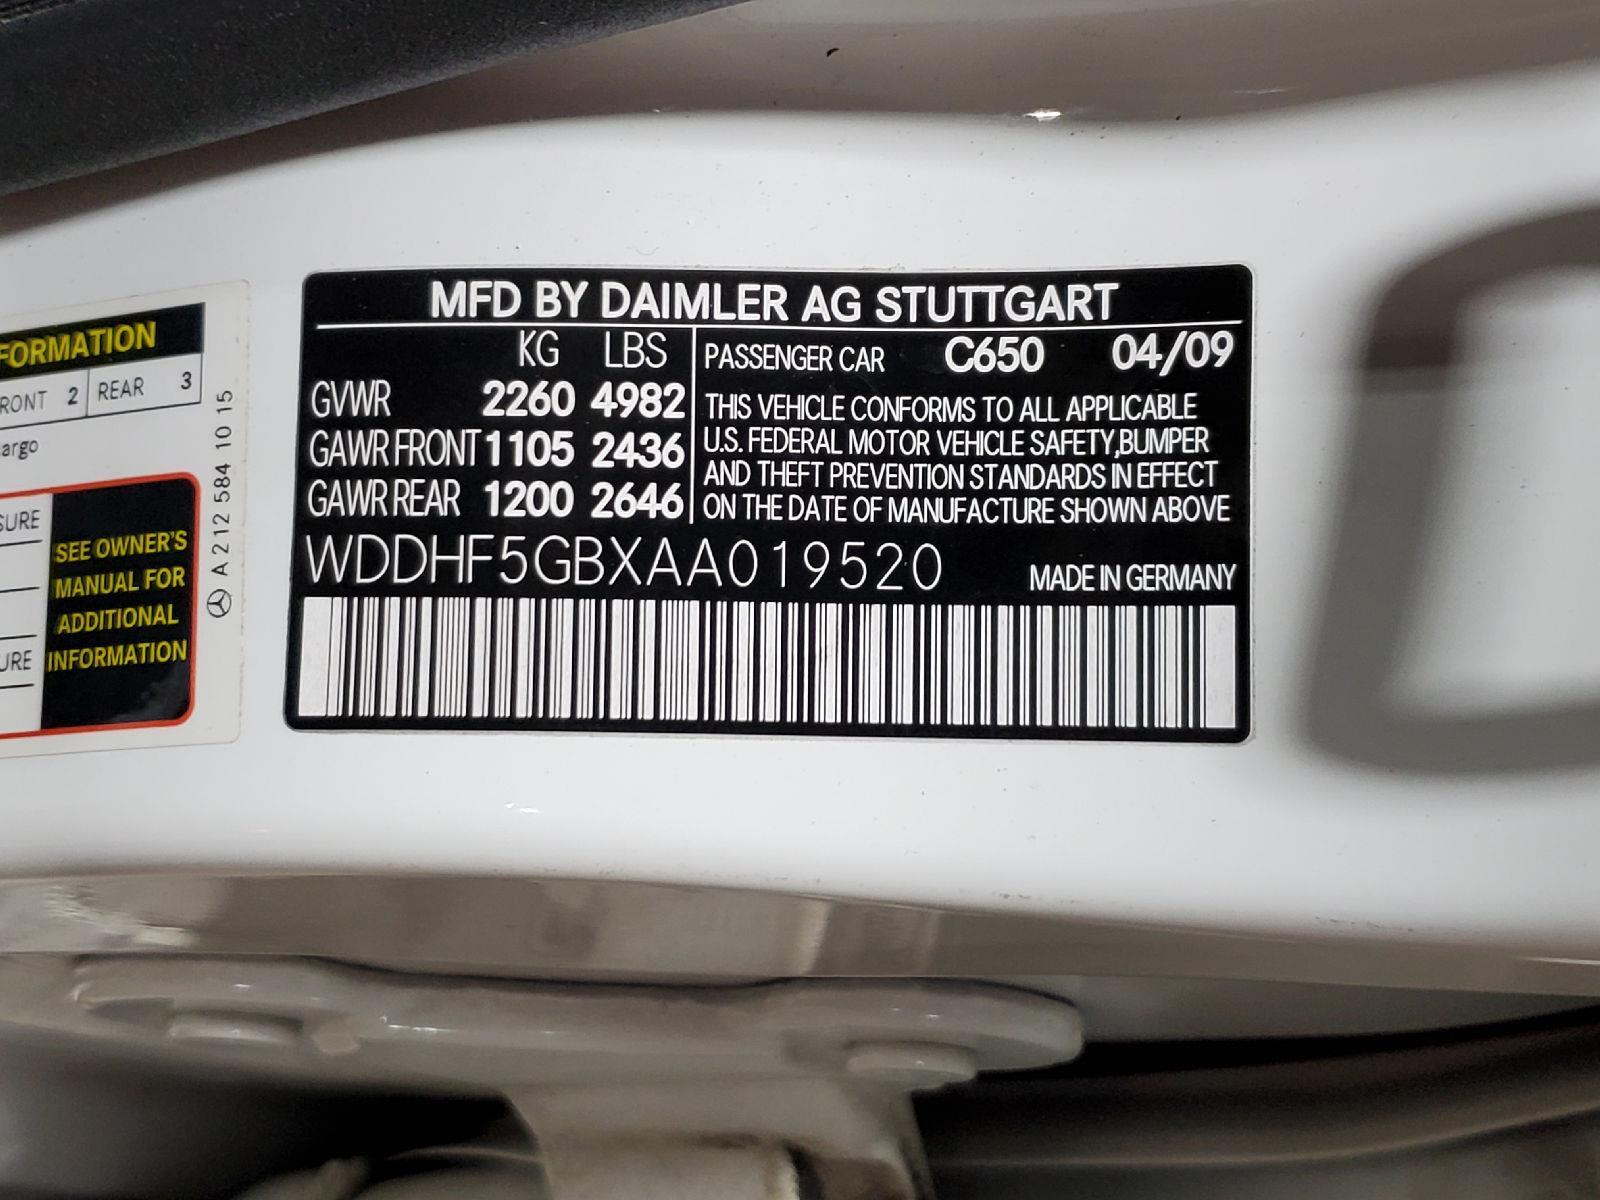 FORMATION
RONT 2 REAR 3
argo
SURE
URE
SEE OWNER'S
MANUAL FOR
ADDITIONAL
INFORMATION
A 212 584 10 15
MFD BY DAIMLER AG STUTTGART
KG LBS
GVWR 2260 4982
GAWR FRONT 1105 2436
GAWR REAR 1200 2646
PASSENGER CAR C650 04/09
THIS VEHICLE CONFORMS TO ALL APPLICABLE
U.S. FEDERAL MOTOR VEHICLE SAFETY,BUMPER
AND THEFT PREVENTION STANDARDS IN EFFECT
ON THE DATE OF MANUFACTURE SHOWN ABOVE
WDDHF5GBXAA019520
MADE IN GERMANY